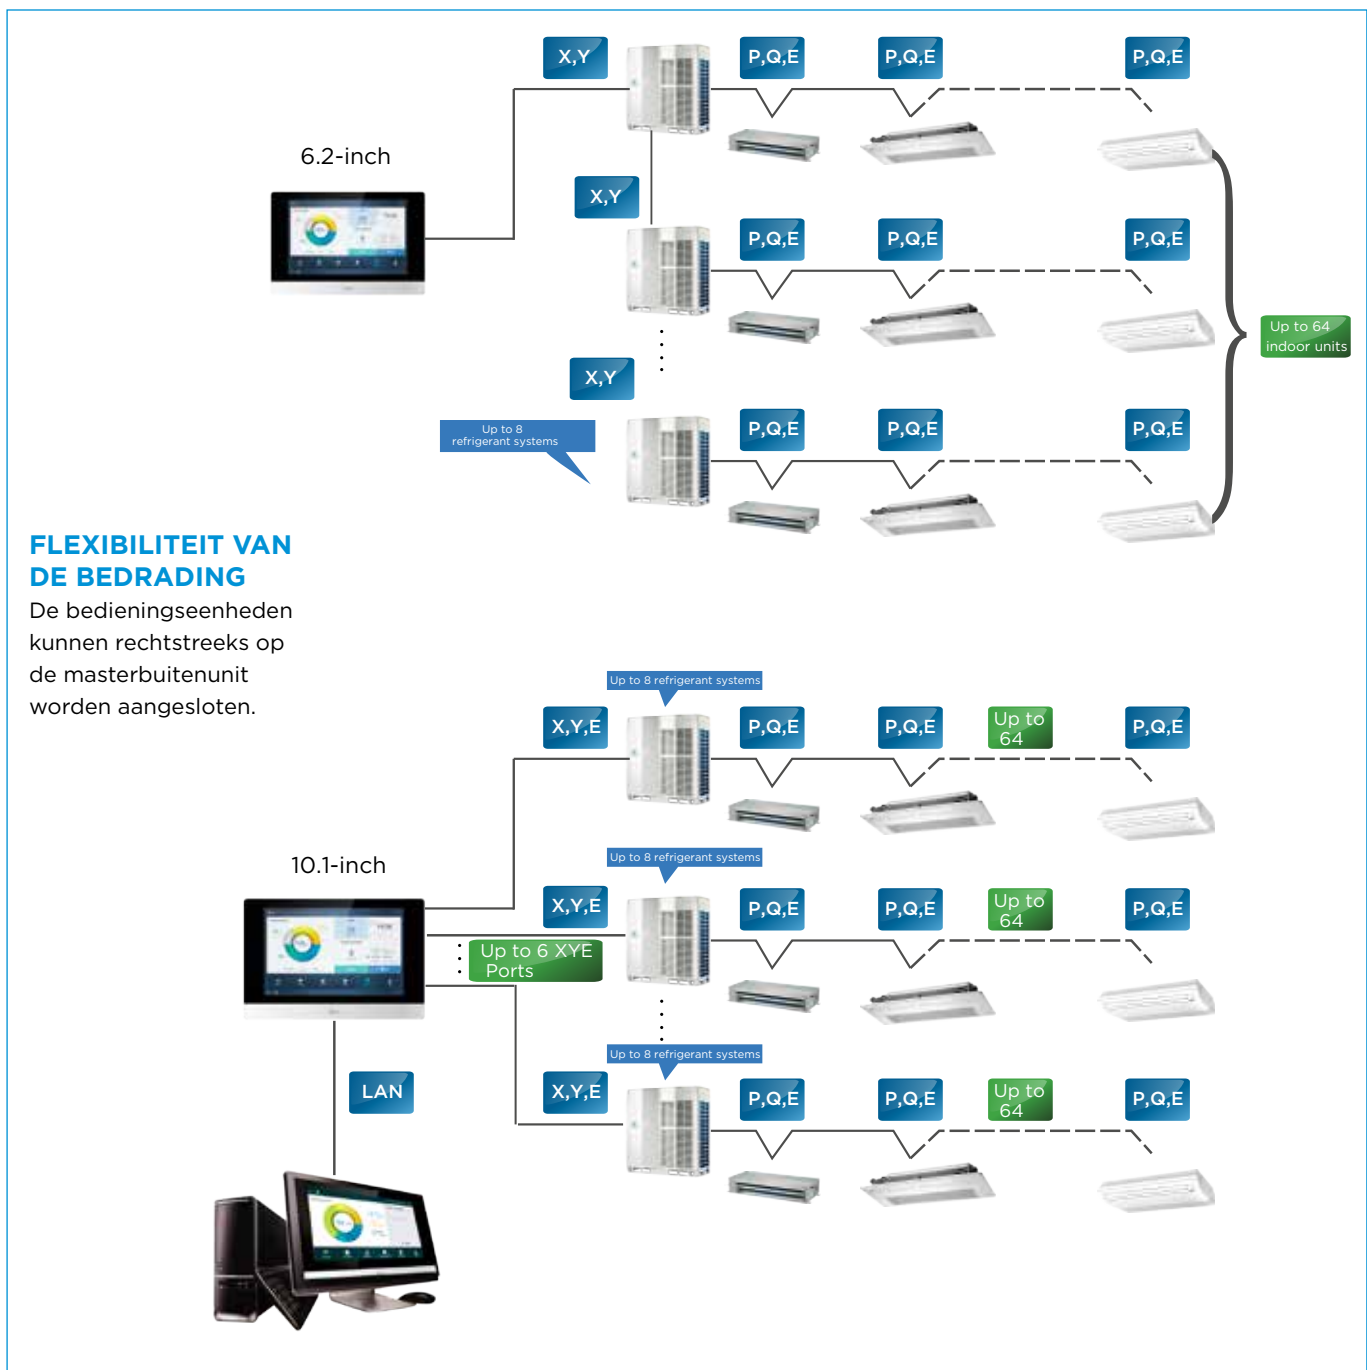 X,Y
P,Q,E
P,Q,E
P,Q,E
6.2-inch
X,Y
P,Q,E
P,Q,E
P,Q,E
Up to 64
indoor units
X,Y
Up to 8
refrigerant systems
P,Q,E
P,Q,E
P,Q,E
FLEXIBILITEIT VAN
DE BEDRADING
De bedieningseenheden
kunnen rechtstreeks op
de masterbuitenunit
worden aangesloten.
Up to 8 refrigerant systems
X,Y,E
P,Q,E
P,Q,E
Up to
64
P,Q,E
10.1-inch
Up to 8 refrigerant systems
X,Y,E
P,Q,E
P,Q,E
Up to
64
P,Q,E
Up to 6 XYE
Ports
Up to 8 refrigerant systems
LAN
X,Y,E
P,Q,E
P,Q,E
Up to
64
P,Q,E